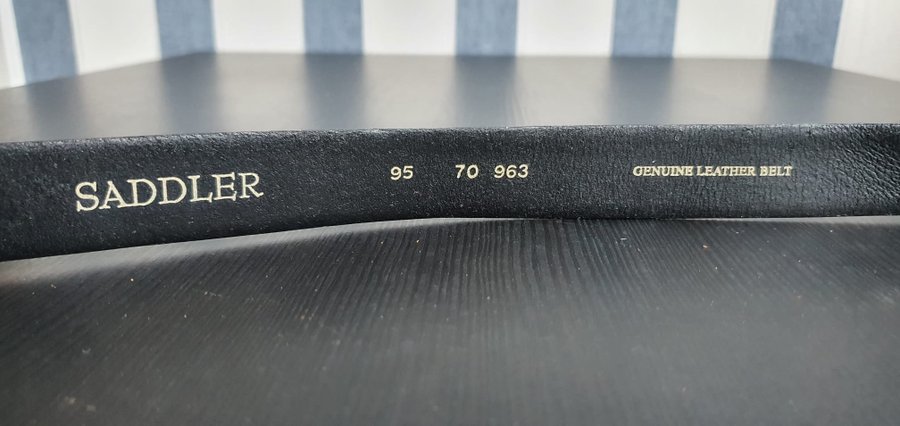 SADDLER 95 70 963 GENUINE LEATHER BELT